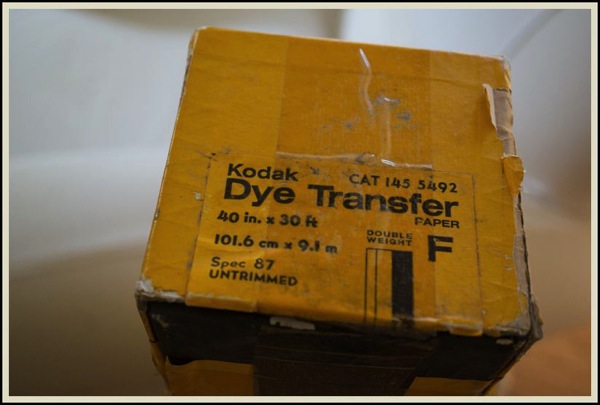 Kodak CAT 145 5492
Dye Transfer
PAPER
40 in. x 30 ft
101.6 cm x 9.1 m
DOUBLE
WEIGHT F
Spec 87
UNTRIMMED